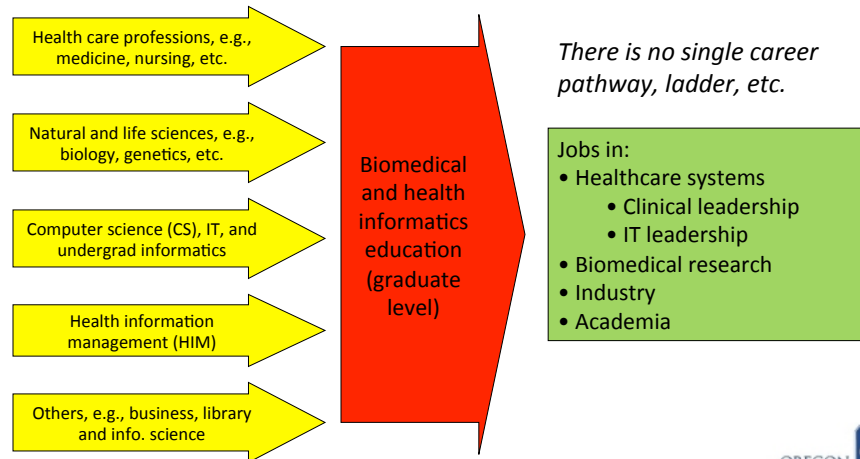 Health care professions, e.g.,
medicine, nursing, etc.
Natural and life sciences, e.g.,
biology, genetics, etc.
Computer science (CS), IT, and
undergrad informatics
Health information
management (HIM)
Others, e.g., business, library
and info. science
Biomedical
and health
informatics
education
(graduate
level)
There is no single career
pathway, ladder, etc.
Jobs in:
• Healthcare systems
• Clinical leadership
• IT leadership
• Biomedical research
• Industry
• Academia
OREGON